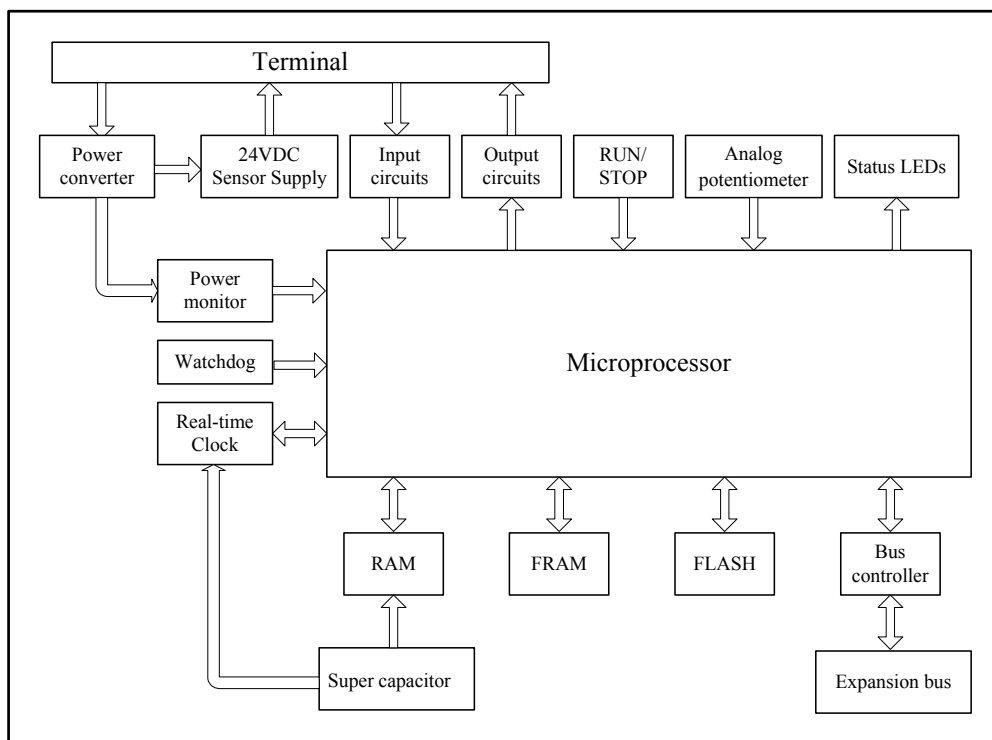 Terminal
Power
converter
24VDC
Sensor Supply
Input
circuits
Output
circuits
RUN/
STOP
Analog
potentiometer
Status LEDs
Power
monitor
Watchdog
Microprocessor
Real-time
Clock
RAM
FRAM
FLASH
Bus
controller
Super capacitor
Expansion bus